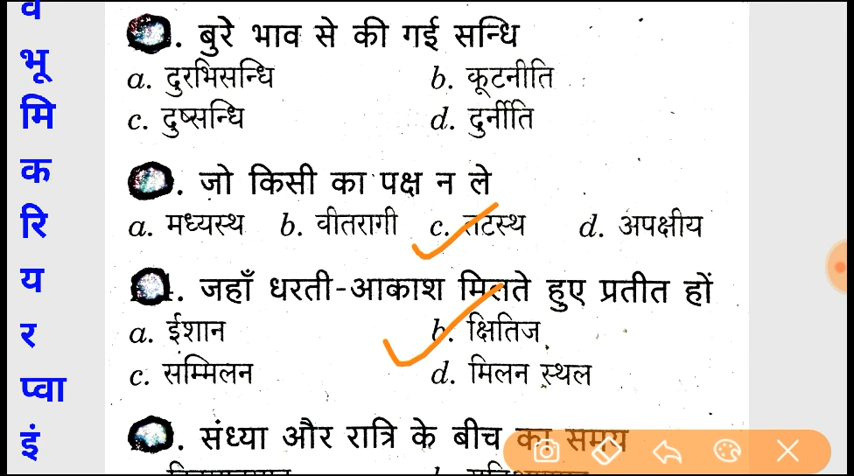 व
भू
मि
क
रि
य
र
प्वा
इं
. बुरे भाव से की गई सन्धि
a. दुरभिसन्धि b. कूटनीति
c. दुष्सन्धि d. दुर्नीति
. जो किसी का पक्ष न ले
a. मध्यस्थ b. वीतरागी c. तटस्थ d. अपक्षीय
. जहाँ धरती-आकाश मिलते हुए प्रतीत हों
a. ईशान b. क्षितिज
c. सम्मिलन d. मिलन स्थल
. संध्या और रात्रि के बीच का समय